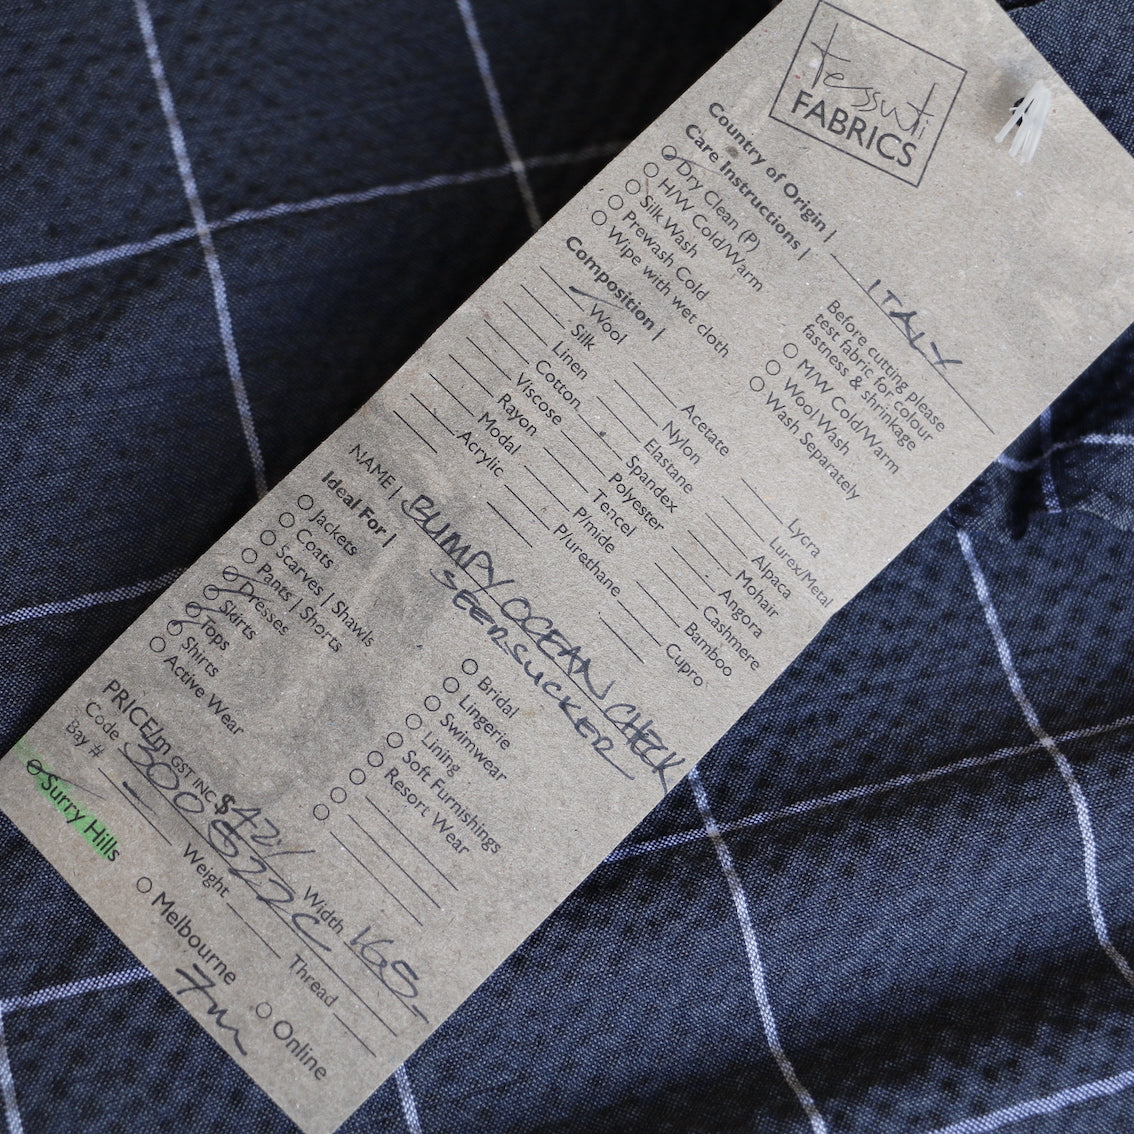 Tessuti
FABRICS
Country of Origin | ITALY
Care Instructions |
Dry Clean (P)
H/W Cold/Warm
Silk Wash
Prewash Cold
Wipe with wet cloth
Before cutting please
test fabric for colour
fastness & shrinkage
M/W Cold/Warm
Wool Wash
Wash Separately
Composition |
Wool
Silk
Linen
Cotton
Viscose
Rayon
Modal
Acrylic
Acetate
Nylon
Elastane
Spandex
Polyester
Tencel
P/mide
P/urethane
Lycra
Lurex/Metal
Alpaca
Mohair
Angora
Cashmere
Bamboo
Cupro
NAME | BUMPY OCEAN CHECK
SEERSUCKER
Ideal For |
Jackets
Coats
Scarves | Shawls
Pants | Shorts
Dresses
Skirts
Tops
Shirts
Active Wear
Bridal
Lingerie
Swimwear
Lining
Soft Furnishings
Resort Wear
PRICE/m GST INC $42/ Width 165
Code 300522C
Bay # Weight Thread
Surry Hills Melbourne Online
7m